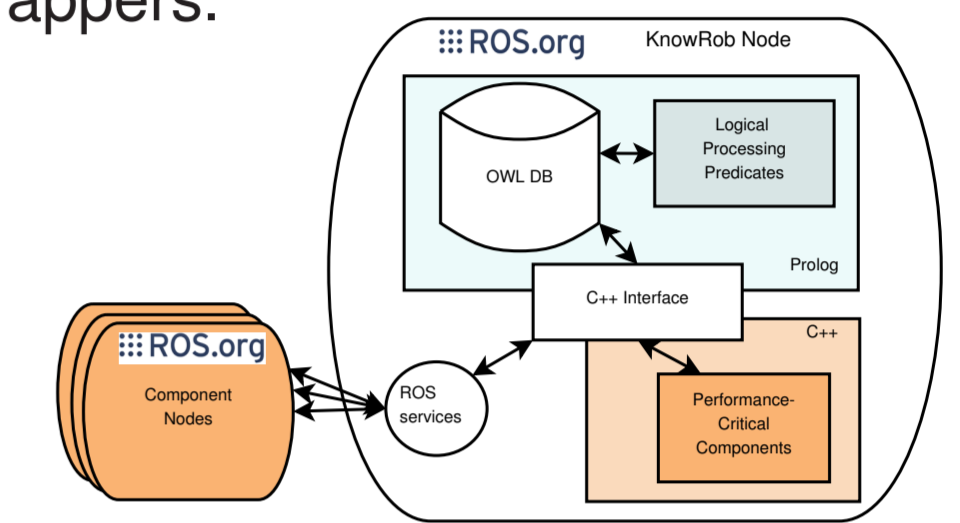 appers.
ROS.org
KnowRob Node
OWL DB
Logical
Processing
Predicates
Prolog
C++ Interface
C++
Performance-
Critical
Components
ROS
services
ROS.org
Component
Nodes